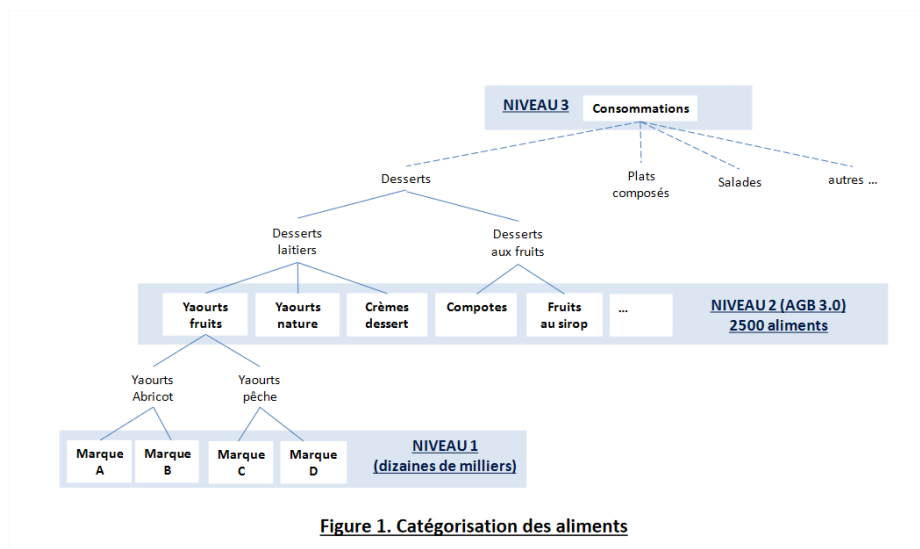 NIVEAU 3
Consommations
Desserts
Plats
composés
Salades
autres ...
Desserts
laitiers
Desserts
aux fruits
Yaourts
fruits
Yaourts
nature
Crèmes
dessert
Compotes
Fruits
au sirop
...
NIVEAU 2 (AGB 3.0)
2500 aliments
Yaourts
Abricot
Yaourts
pêche
Marque
A
Marque
B
Marque
C
Marque
D
NIVEAU 1
(dizaines de milliers)
Figure 1. Catégorisation des aliments